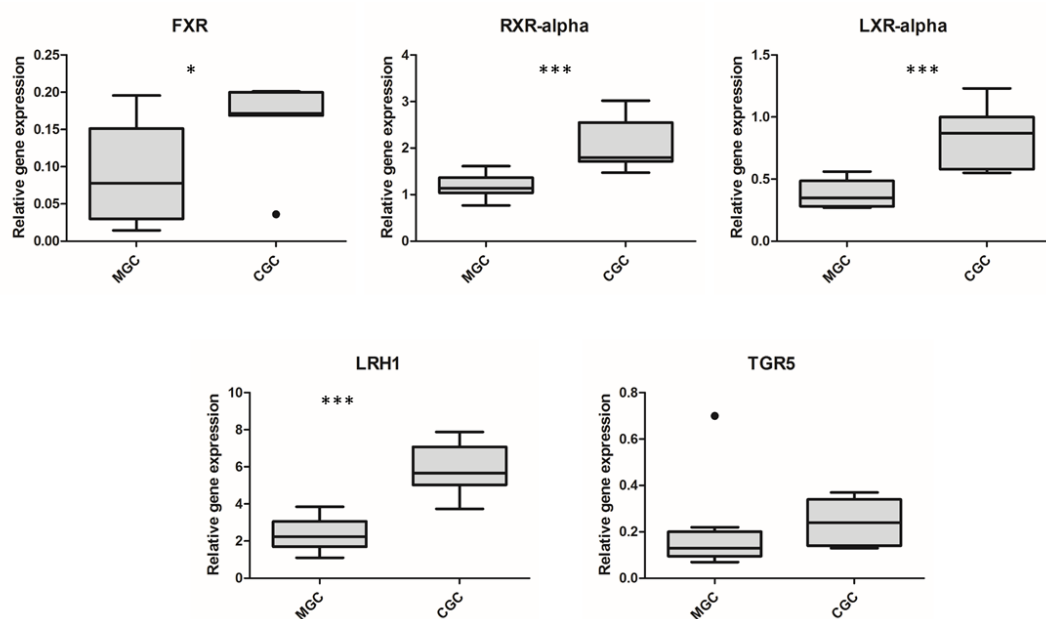 FXR
Relative gene expression
0.25
0.20
0.15
0.10
0.05
0.00
*
MGC
CGC
RXR-alpha
Relative gene expression
4
3
2
1
0
***
MGC
CGC
LXR-alpha
Relative gene expression
1.5
1.0
0.5
0.0
***
MGC
CGC
LRH1
Relative gene expression
10
8
6
4
2
0
***
MGC
CGC
TGR5
Relative gene expression
0.8
0.6
0.4
0.2
0.0
MGC
CGC